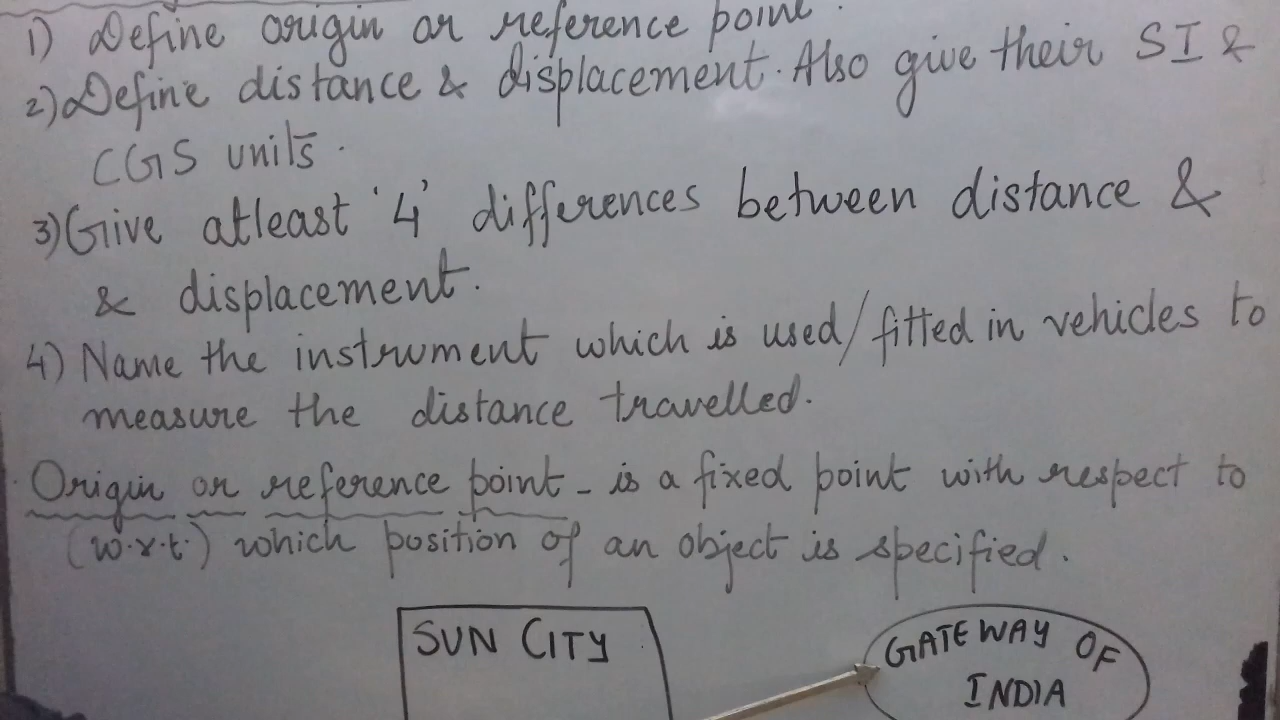 1) Define origin or reference point.
2) Define distance & displacement. Also give their SI &
CGS units.
3) Give atleast '4' differences between distance &
& displacement.
4) Name the instrument which is used/fitted in vehicles to
measure the distance travelled.
Origin or reference point - is a fixed point with respect to
(w.r.t.) which position of an object is specified.
SUN CITY
GATEWAY OF
INDIA